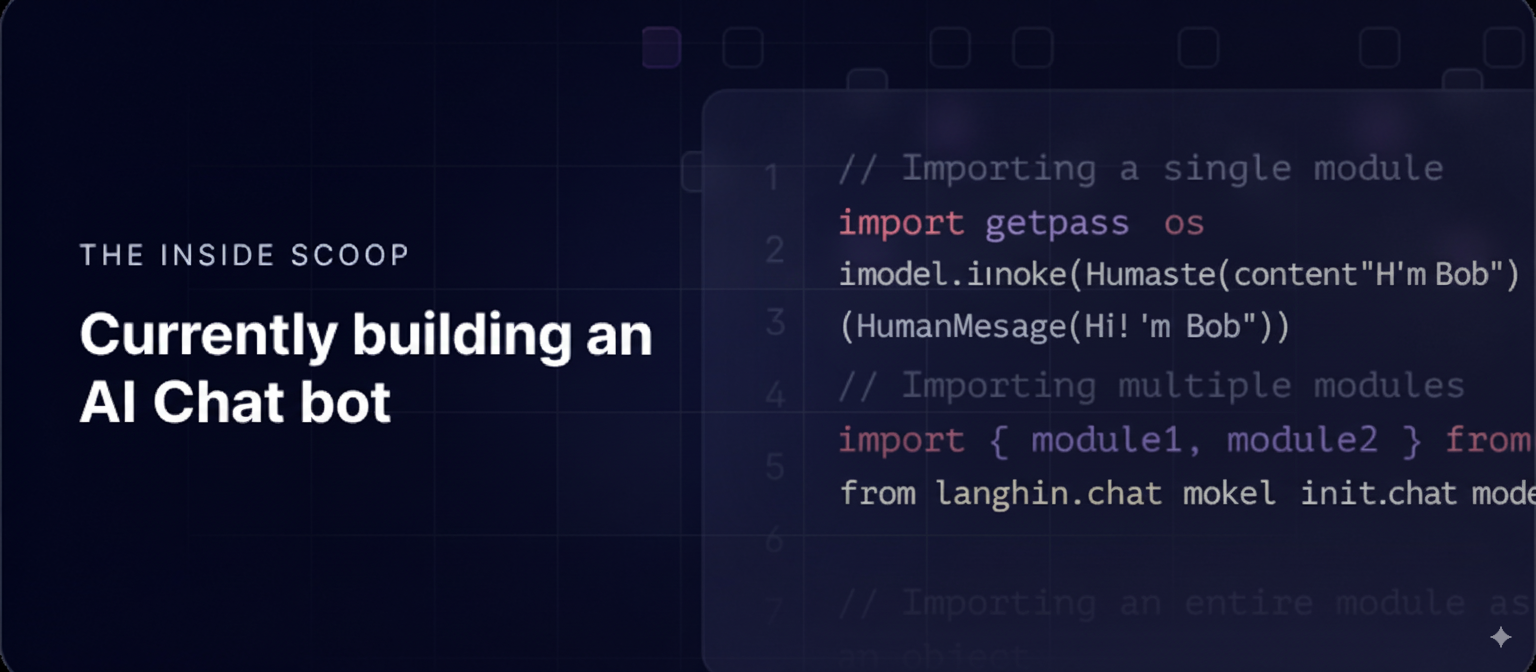 THE INSIDE SCOOP
Currently building an
AI Chat bot
1
// Importing a single module
import getpass os
2
imodel.iınoke(Humaste(content"H'm Bob")
3
(HumanMesage(Hi! 'm Bob"))
4
// Importing multiple modules
import { module1, module2 } from
5
from langhin.chat mokel init.chat mode
6
7
// Importing an entire module as
an object